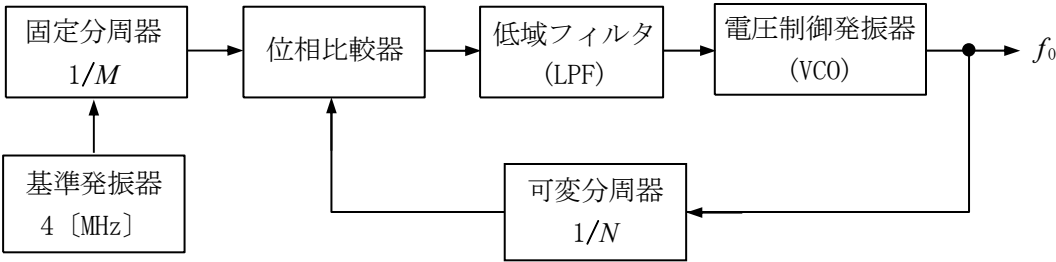 固定分周器
1/M
位相比較器
低域フィルタ
(LPF)
電圧制御発振器
(VCO)
f0
基準発振器
4〔MHz〕
可変分周器
1/N